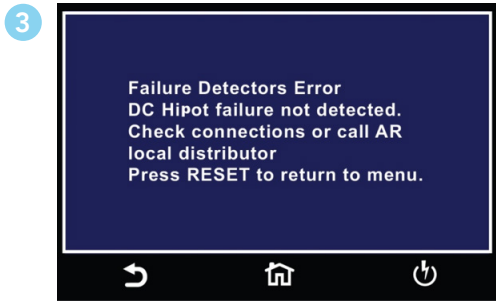 3
Failure Detectors Error
DC Hipot failure not detected.
Check connections or call AR
local distributor
Press RESET to return to menu.